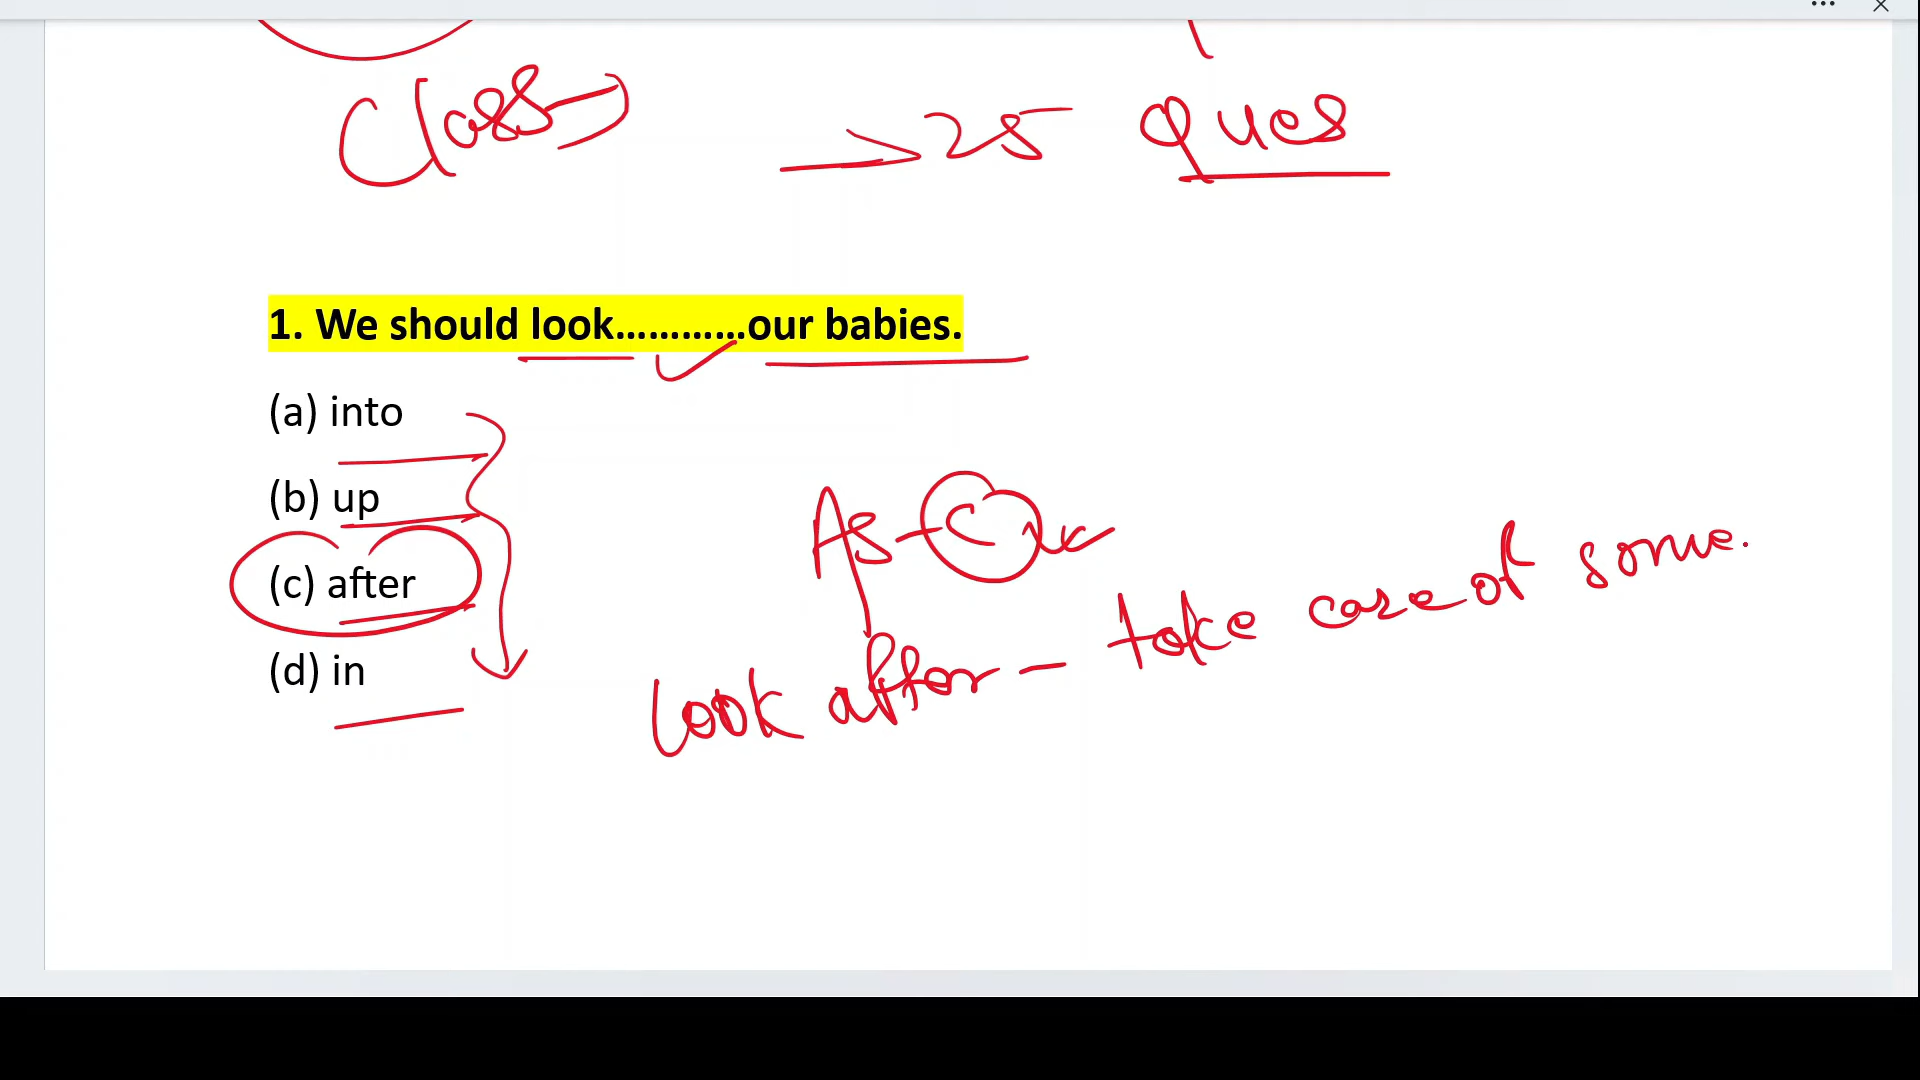 Class
25 Ques
1. We should look............our babies.
(a) into
(b) up
(c) after
(d) in
As - C
look after - take care of some.